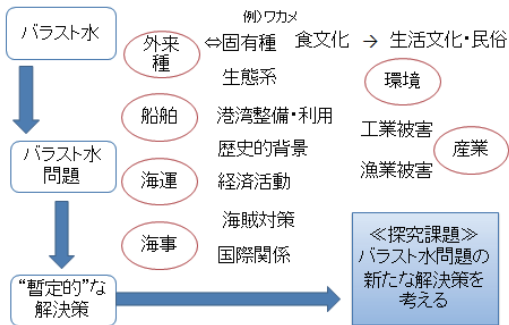 バラスト水
例)ワカメ
外来
種
⇔固有種 食文化 → 生活文化・民俗
生態系
環境
船舶
港湾整備・利用
工業被害
バラスト水
問題
歴史的背景
産業
漁業被害
海運
経済活動
海賊対策
海事
国際関係
≪探究課題≫
バラスト水問題の
新たな解決策を
考える
“暫定的”な
解決策